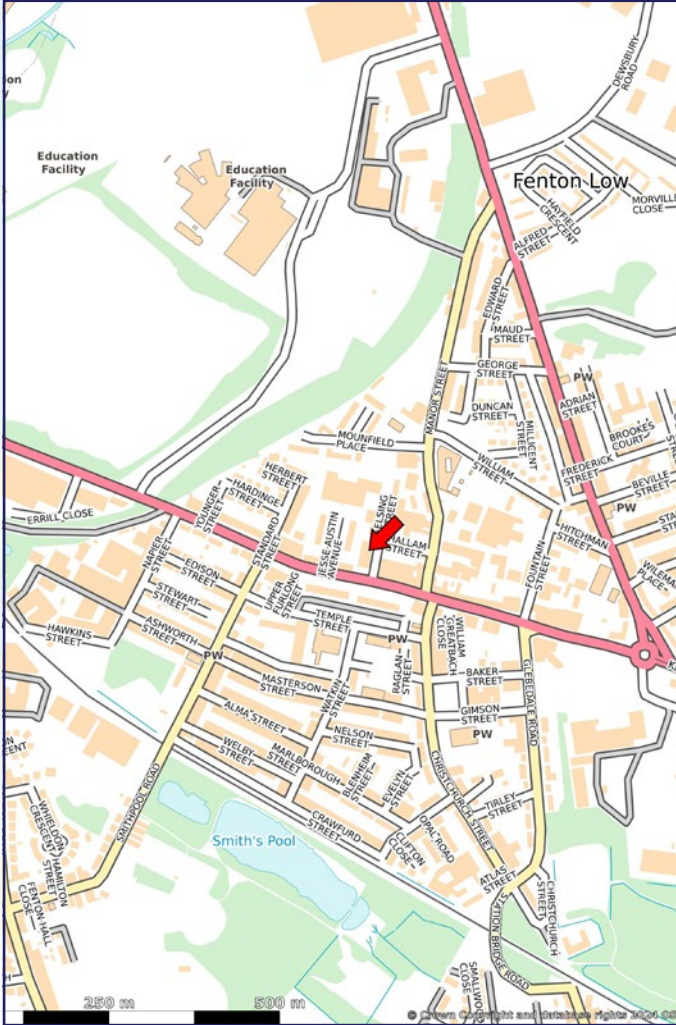 Education
Facility
Education
Facility
DEWSBURY
ROAD
Fenton Low
HAYFIELD
CRESCENT
CLOSE
ALFRED
STREET
EDWARD
STREET
MAUD
STREET
GEORGE
STREET
PW
MANOR STREET
DUNCAN
STREET
MILLICENT
STREET
ADRIAN
STREET
BROOKES
COURT
FREDERICK
STREET
BEVILLE
STREET
PW
MOUNFIELD
PLACE
WILLIAM
STREET
HITCHMAN
STREET
FOUNTAIN
STREET
PLACE
HERBERT
STREET
HARDINGE
STREET
YOUNGER
STREET
STANDARD
STREET
ERRILL CLOSE
JESSE AUSTIN
AVENUE
HALLAM
STREET
NAPIER
STREET
EDISON
STREET
STEWART
STREET
UPPER
FURLONG
STREET
TEMPLE
STREET
PW
HAWKINS
STREET
ASHWORTH
STREET
PW
WILLIAM
GREATBACH
CLOSE
RAGLAN
STREET
BAKER
STREET
GIMSON
STREET
GLEBEDALE ROAD
PW
MASTERSON
STREET
WATKIN
STREET
ALMA STREET
NELSON
STREET
WELBY
STREET
MARLBOROUGH
STREET
BLENHEIM
STREET
EVELYN
STREET
CHRISTCHURCH STREET
TIRLEY
STREET
CRAWFURD
STREET
CLIFTON
CLOSE
OPAL ROAD
SMITHPOOL ROAD
Smith's Pool
WHIELDON
CRESCENT
HAMILTON
STREET
FENTON HALL
CLOSE
ATLAS
STREET
CHRISTCHURCH
STREET
STATION BRIDGE ROAD
CLOSE
250 m
500 m
© Crown Copyright and database rights 2024 OS